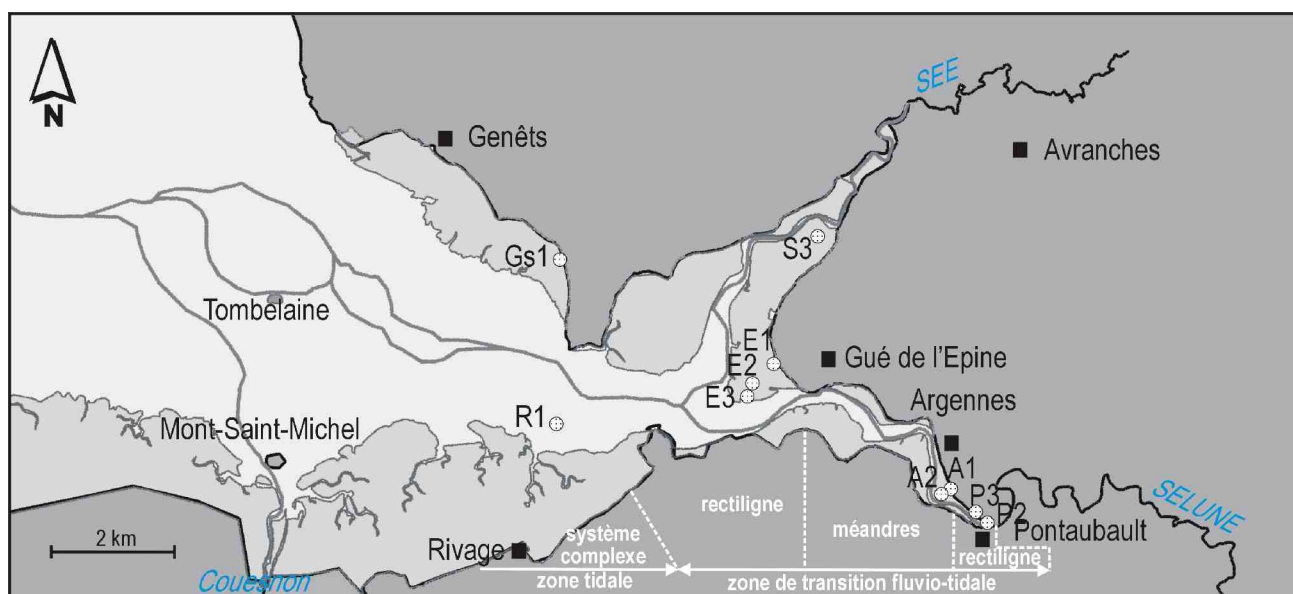 SEE
N
Genêts
Avranches
Gs1
S3
Tombelaine
E1
Gué de l'Epine
E2
E3
Argennes
R1
Mont-Saint-Michel
A1
A2
P3
P2
SELUNE
rectiligne
Pontaubault
méandres
système
complexe
2 km
Rivage
rectiligne
zone tidale
zone de transition fluvio-tidale
Couesnon